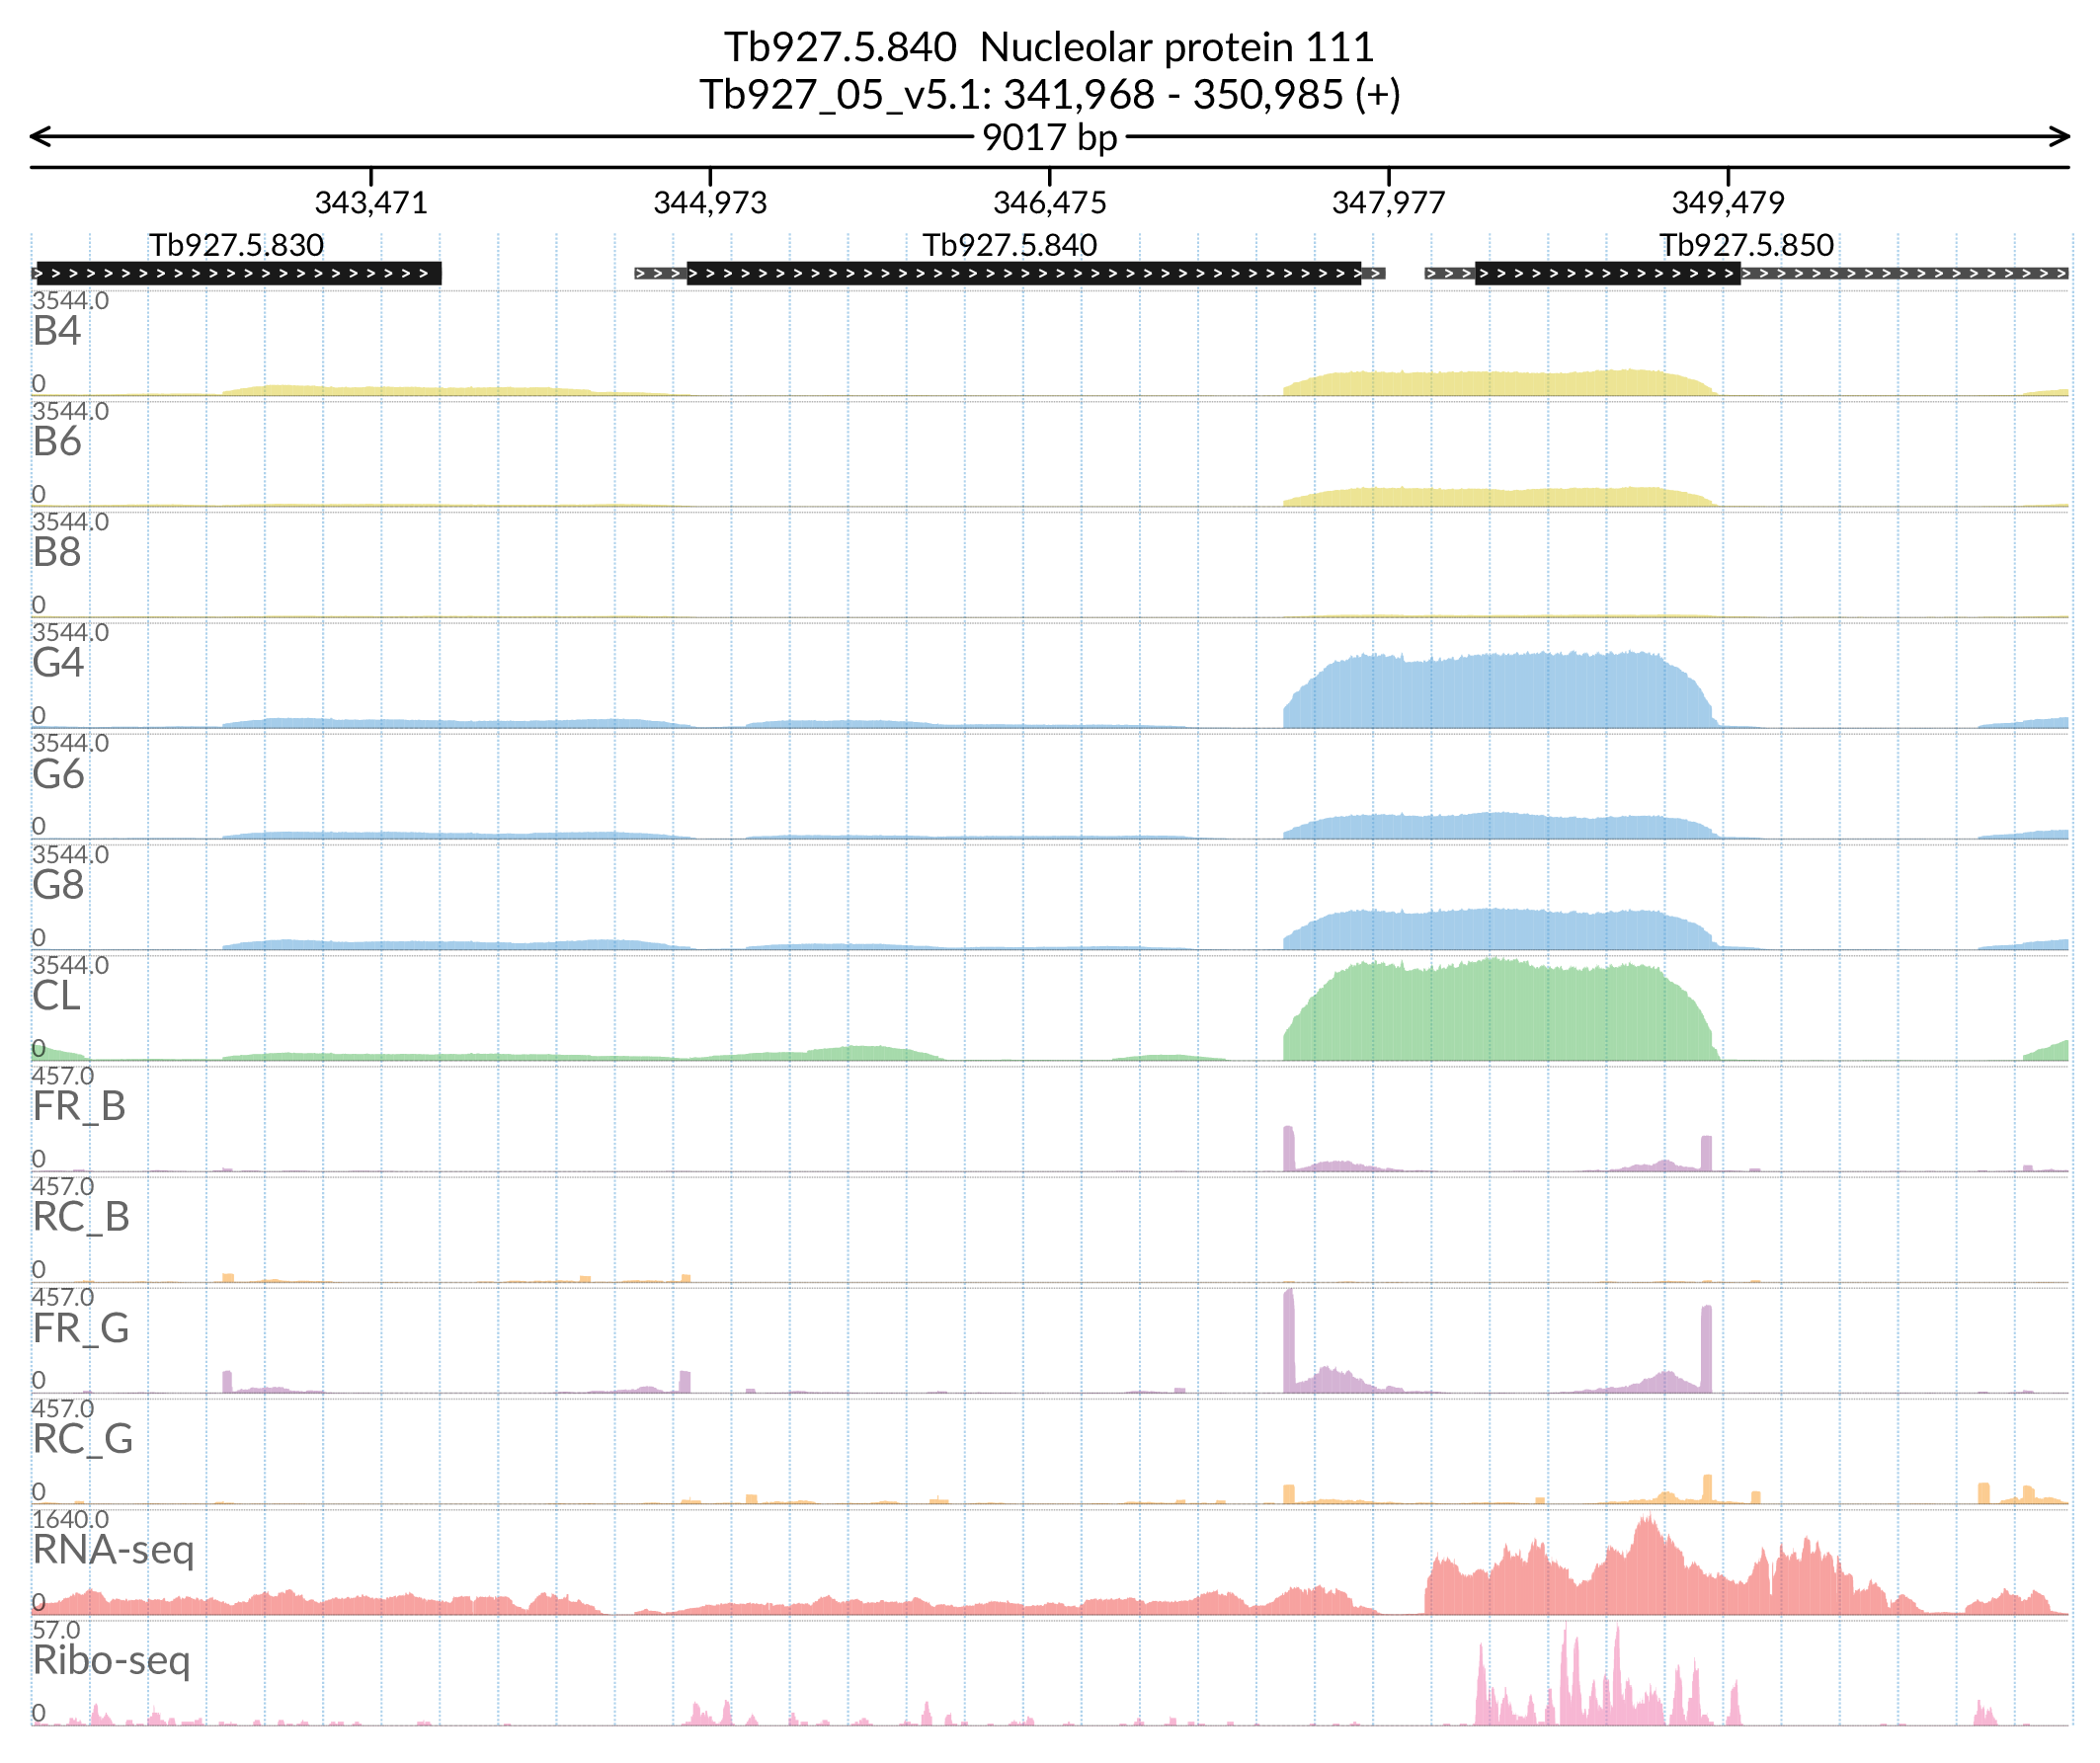 Tb927.5.840  Nucleolar protein 111
Tb927_05_v5.1: 341,968 - 350,985 (+)
9017 bp
343,471 344,973 346,475 347,977 349,479
Tb927.5.830 Tb927.5.840 Tb927.5.850
3544.0
B4
0
3544.0
B6
0
3544.0
B8
0
3544.0
G4
0
3544.0
G6
0
3544.0
G8
0
3544.0
CL
0
457.0
FR_B
0
457.0
RC_B
0
457.0
FR_G
0
457.0
RC_G
0
1640.0
RNA-seq
0
57.0
Ribo-seq
0